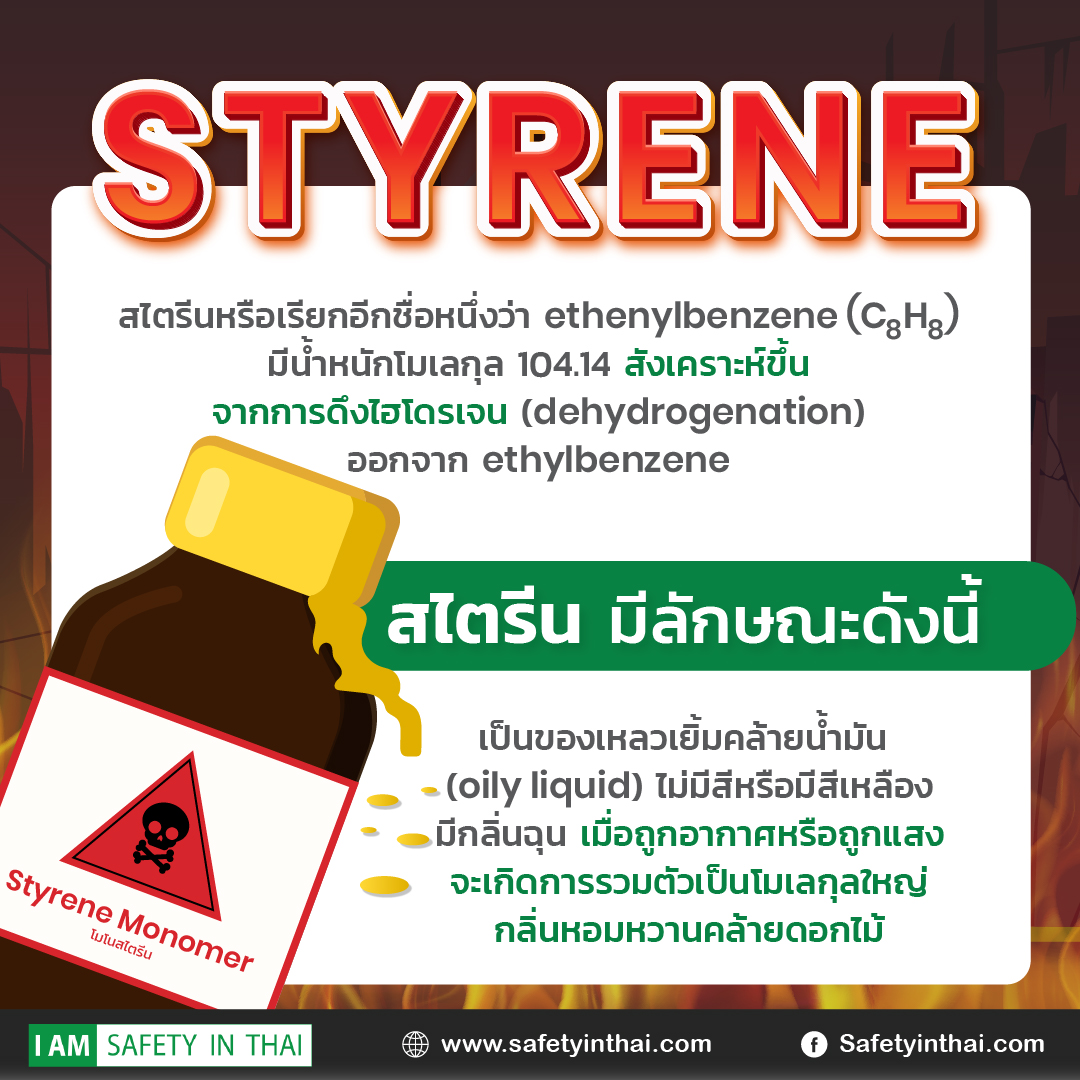 STYRENE
สไตรีนหรือเรียกอีกชื่อหนึ่งว่า ethenylbenzene (C₈H₈)
มีน้ำหนักโมเลกุล 104.14 สังเคราะห์ขึ้น
จากการดึงไฮโดรเจน (dehydrogenation)
ออกจาก ethylbenzene
สไตรีน มีลักษณะดังนี้
เป็นของเหลวเยิ้มคล้ายน้ำมัน
(oily liquid) ไม่มีสีหรือมีสีเหลือง
มีกลิ่นฉุน เมื่อถูกอากาศหรือถูกแสง
จะเกิดการรวมตัวเป็นโมเลกุลใหญ่
กลิ่นหอมหวานคล้ายดอกไม้
Styrene Monomer
โมโนสไตรีน
I AM SAFETY IN THAI
www.safetyinthai.com
Safetyinthai.com